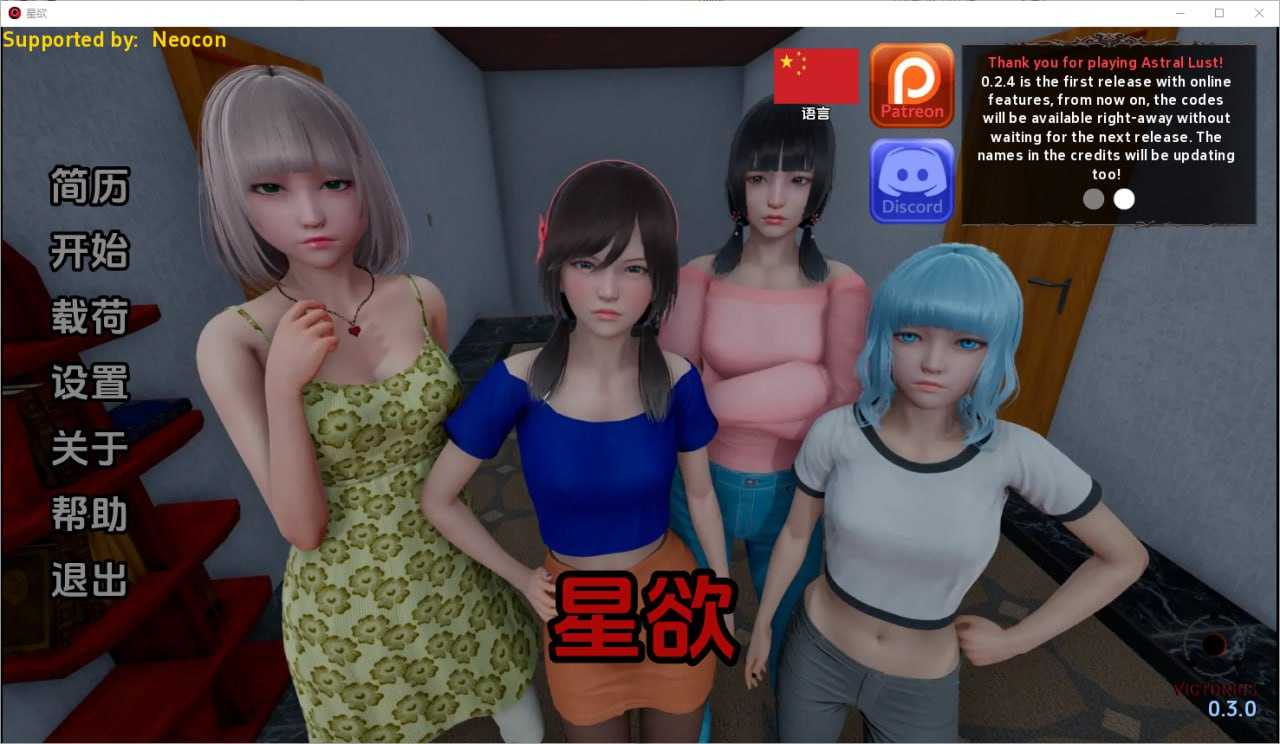 星欲
Supported by: Neocon
语言
Patreon
Discord
Thank you for playing Astral Lust!
0.2.4 is the first release with online
features, from now on, the codes
will be available right-away without
waiting for the next release. The
names in the credits will be updating
too!
简历
开始
载荷
设置
关于
帮助
退出
星欲
VICTORIES
0.3.0